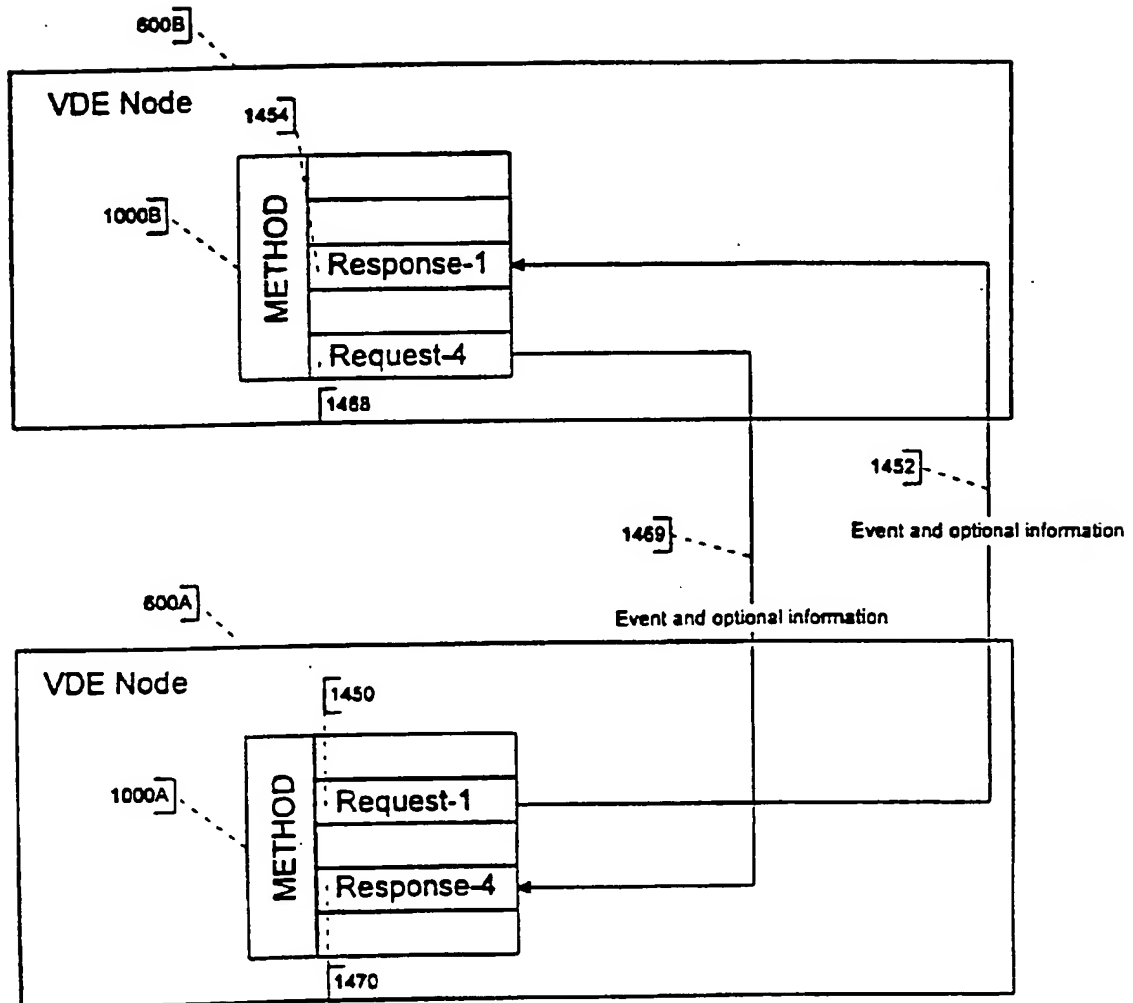 600B
VDE Node
1454
1000B
METHOD
Response-1
Request-4
1468
1452
Event and optional information
1469
600A
Event and optional information
VDE Node
1450
1000A
METHOD
Request-1
Response-4
1470